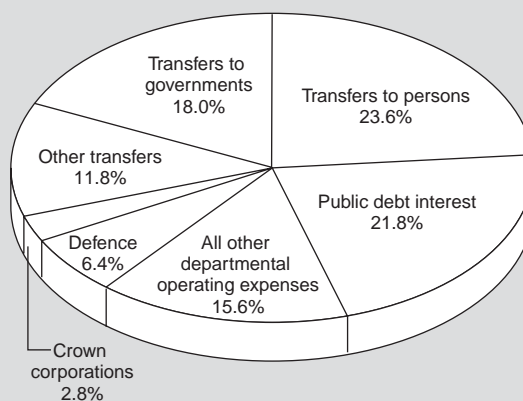 Transfers to
governments
18.0%
Transfers to persons
23.6%
Other transfers
11.8%
Public debt interest
21.8%
Defence
6.4%
All other
departmental
operating expenses
15.6%
Crown
corporations
2.8%